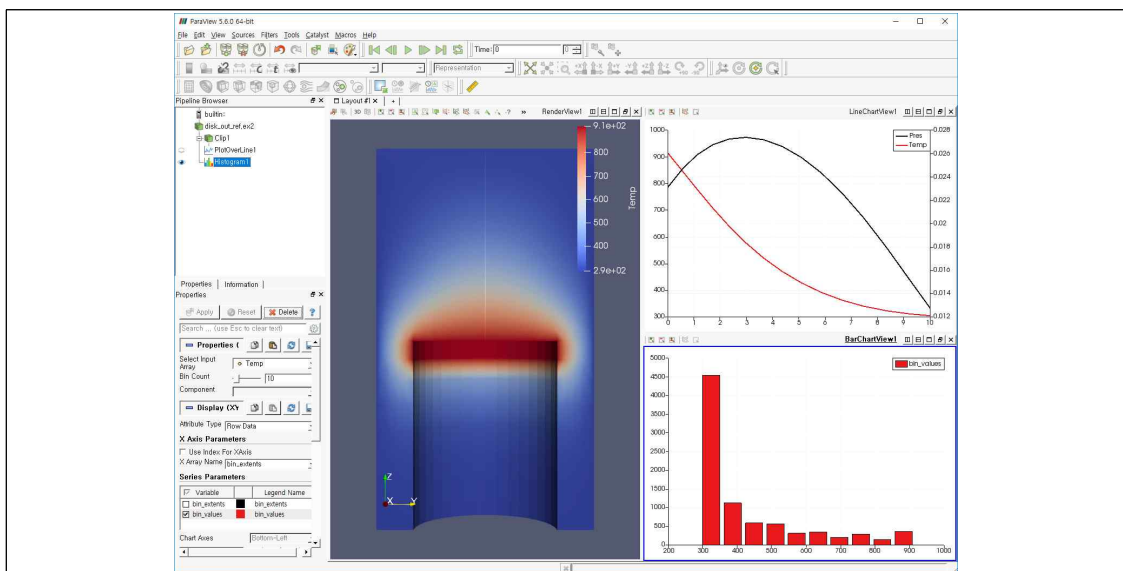 ParaView 5.6.0 64-bit
File Edit View Sources Filters Tools Catalyst Macros Help
Time: 0 0
Representation
Pipeline Browser
builtin:
disk_out_ref.ex2
Clip1
PlotOverLine1
Histogram1
Properties Information
Properties
Apply Reset Delete ?
Search ... (use Esc to clear text)
Properties (
Select Input Array Temp
Bin Count 10
Component
Display (XY
Attribute Type Row Data
X Axis Parameters
Use Index For XAxis
X Array Name bin_extents
Series Parameters
Variable Legend Name
bin_extents bin_extents
bin_values bin_values
Chart Axes Bottom-Left
Layout #1 × +
3D RenderView1
9.1e+02
800
700
600
500
400
2.9e+02
Temp
Z
X Y
LineChartView1
1000
900
800
700
600
500
400
300
0 1 2 3 4 5 6 7 8 9 10
0.028
0.026
0.024
0.022
0.02
0.018
0.016
0.014
0.012
Pres
Temp
BarChartView1
5000
4500
4000
3500
3000
2500
2000
1500
1000
500
0
200 300 400 500 600 700 800 900 1000
bin_values